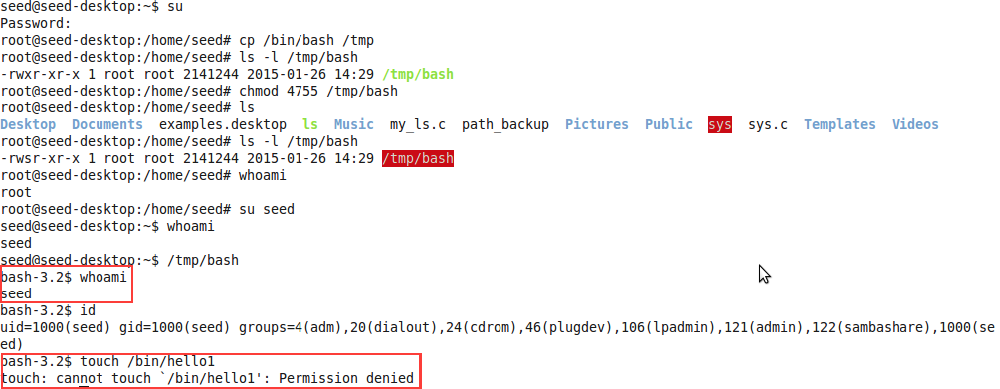 seed@seed-desktop:~$ su
Password:
root@seed-desktop:/home/seed# cp /bin/bash /tmp
root@seed-desktop:/home/seed# ls -l /tmp/bash
-rwxr-xr-x 1 root root 2141244 2015-01-26 14:29 /tmp/bash
root@seed-desktop:/home/seed# chmod 4755 /tmp/bash
root@seed-desktop:/home/seed# ls
Desktop  Documents  examples.desktop  ls  Music  my_ls.c  path_backup  Pictures  Public  sys  sys.c  Templates  Videos
root@seed-desktop:/home/seed# ls -l /tmp/bash
-rwsr-xr-x 1 root root 2141244 2015-01-26 14:29 /tmp/bash
root@seed-desktop:/home/seed# whoami
root
root@seed-desktop:/home/seed# su seed
seed@seed-desktop:~$ whoami
seed
seed@seed-desktop:~$ /tmp/bash
bash-3.2$ whoami
seed
bash-3.2$ id
uid=1000(seed) gid=1000(seed) groups=4(adm),20(dialout),24(cdrom),46(plugdev),106(lpadmin),121(admin),122(sambashare),1000(se
ed)
bash-3.2$ touch /bin/hello1
touch: cannot touch `/bin/hello1': Permission denied